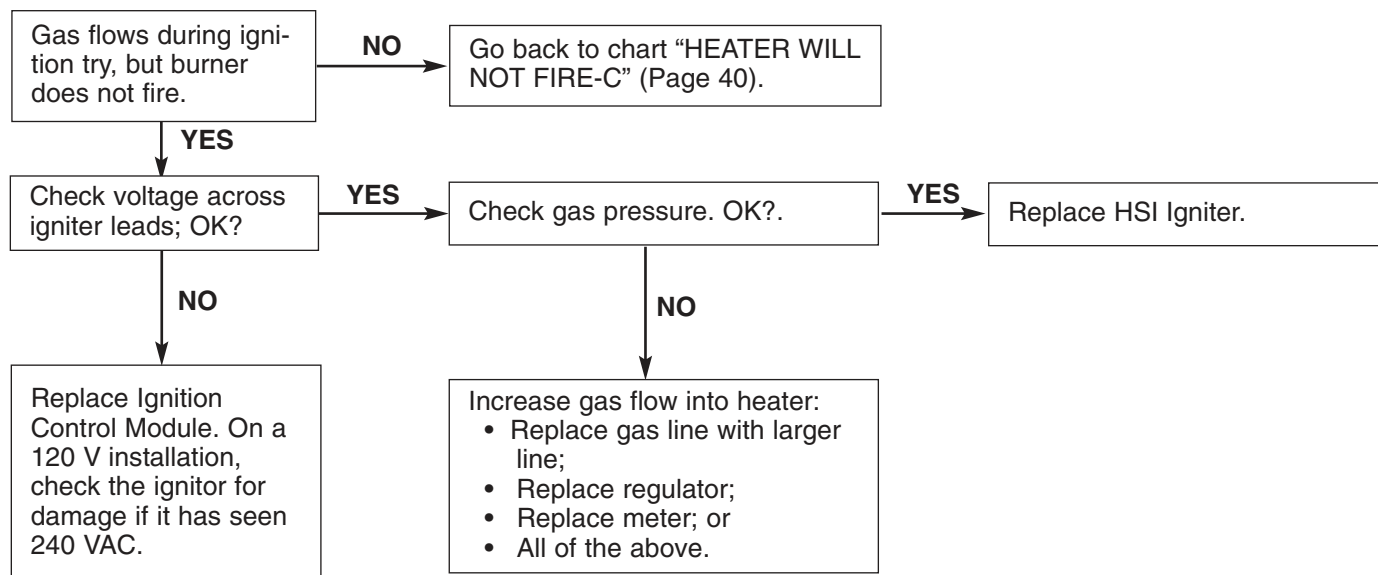 Gas flows during igni-
tion try, but burner
does not fire.
NO
Go back to chart “HEATER WILL
NOT FIRE-C” (Page 40).
YES
Check voltage across
igniter leads; OK?
YES
Check gas pressure. OK?.
YES
Replace HSI Igniter.
NO
NO
Replace Ignition
Control Module. On a
120 V installation,
check the ignitor for
damage if it has seen
240 VAC.
Increase gas flow into heater:
• Replace gas line with larger
line;
• Replace regulator;
• Replace meter; or
• All of the above.